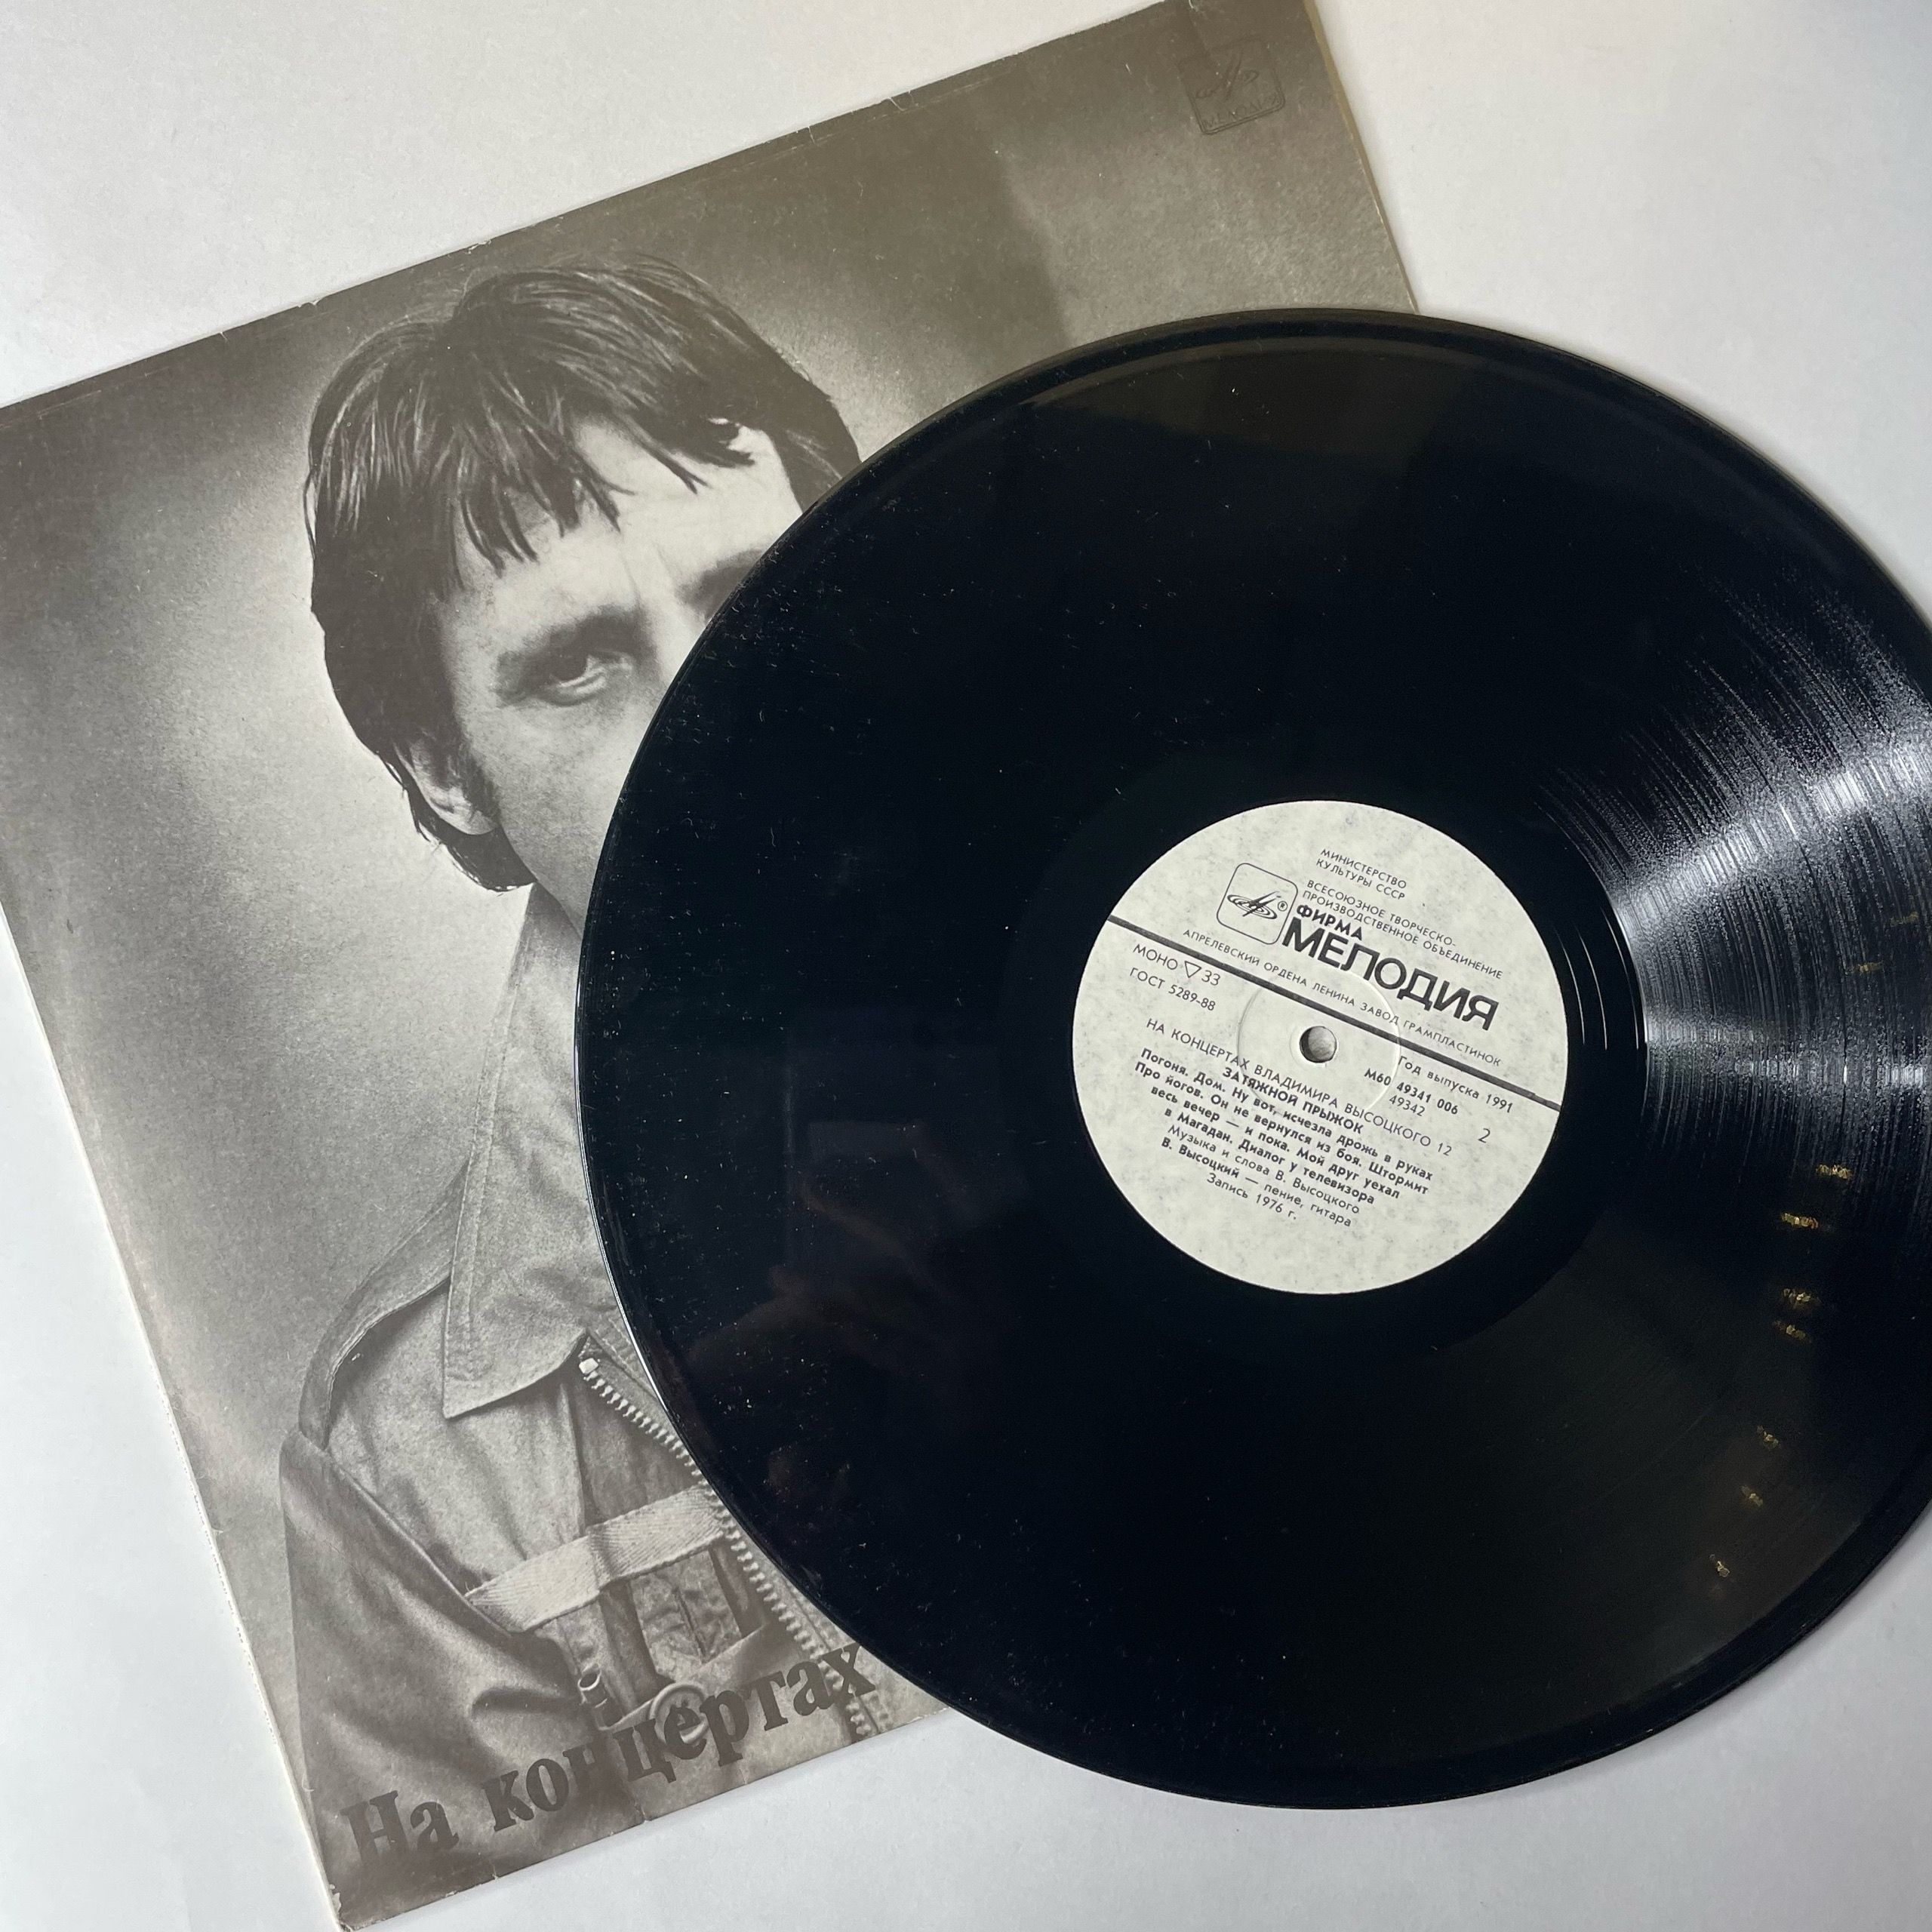 МЕЛОДИЯ
МИНИСТЕРСТВО
КУЛЬТУРЫ СССР
ВСЕСОЮЗНОЕ ТВОРЧЕСКО-
ПРОИЗВОДСТВЕННОЕ ОБЪЕДИНЕНИЕ
ФИРМА
МЕЛОДИЯ
АПРЕЛЕВСКИЙ ОРДЕНА ЛЕНИНА ЗАВОД ГРАМПЛАСТИНОК
МОНО ▽ 33
ГОСТ 5289-88
Год выпуска 1991
М60 49341 006
49342
2
НА КОНЦЕРТАХ ВЛАДИМИРА ВЫСОЦКОГО 12
ЗАТЯЖНОЙ ПРЫЖОК
Погоня. Дом. Ну вот, исчезла дрожь в руках
Про йогов. Он не вернулся из боя. Штормит
весь вечер — и пока. Мой друг уехал
в Магадан. Диалог у телевизора
Музыка и слова В. Высоцкого
В. Высоцкий — пение, гитара
Запись 1976 г.
На концертах